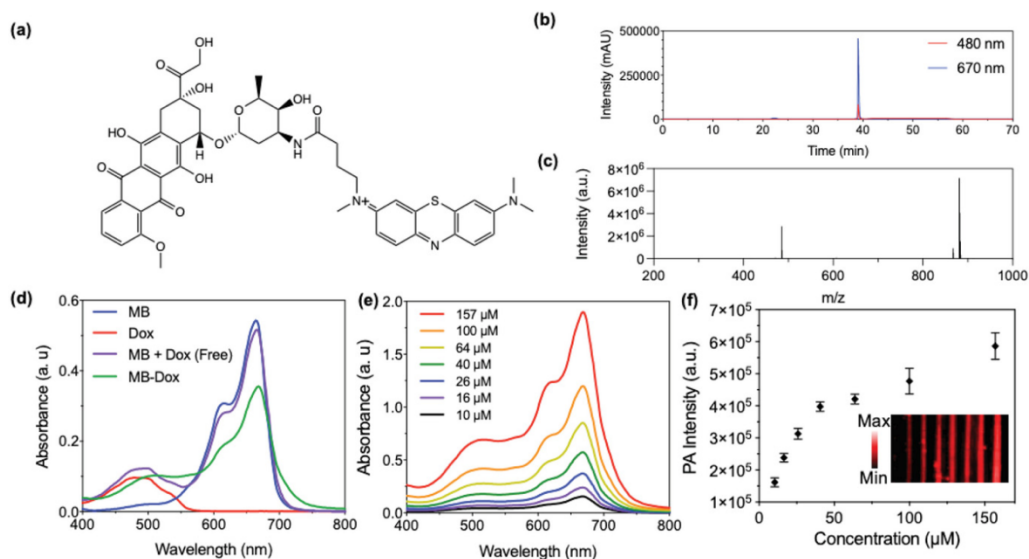 (a)
OH
O
OH
OH
O
O
OH
O
O
OH
O
O
H
O
N
H
N+
S
N
N
(b)
Intensity (mAU)
500000
250000
0
0 10 20 30 40 50 60 70
Time (min)
480 nm
670 nm
(c)
Intensity (a.u.)
8×10⁶
6×10⁶
4×10⁶
2×10⁶
0
200 400 600 800 1000
m/z
(d)
Absorbance (a. u)
0.6
0.4
0.2
0.0
400 500 600 700 800
Wavelength (nm)
MB
Dox
MB + Dox (Free)
MB-Dox
(e)
Absorbance (a. u)
2.0
1.5
1.0
0.5
0.0
400 500 600 700 800
Wavelength (nm)
157 µM
100 µM
64 µM
40 µM
26 µM
16 µM
10 µM
(f)
PA Intensity (a.u.)
7×10⁵
6×10⁵
5×10⁵
4×10⁵
3×10⁵
2×10⁵
1×10⁵
0 50 100 150
Concentration (µM)
Max
Min